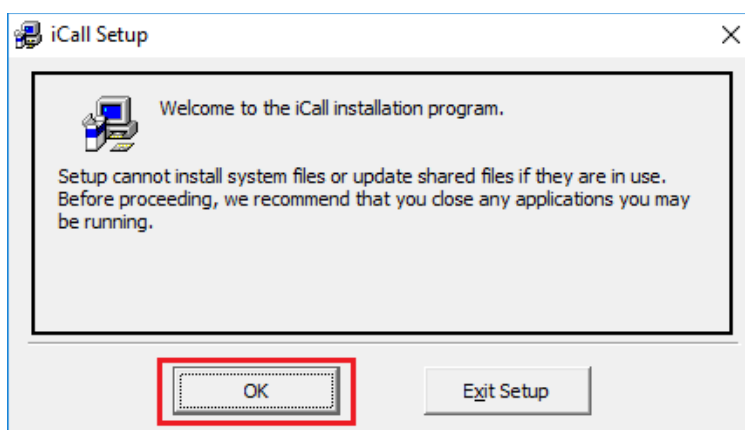 iCall Setup
Welcome to the iCall installation program.
Setup cannot install system files or update shared files if they are in use.
Before proceeding, we recommend that you close any applications you may
be running.
OK
Exit Setup